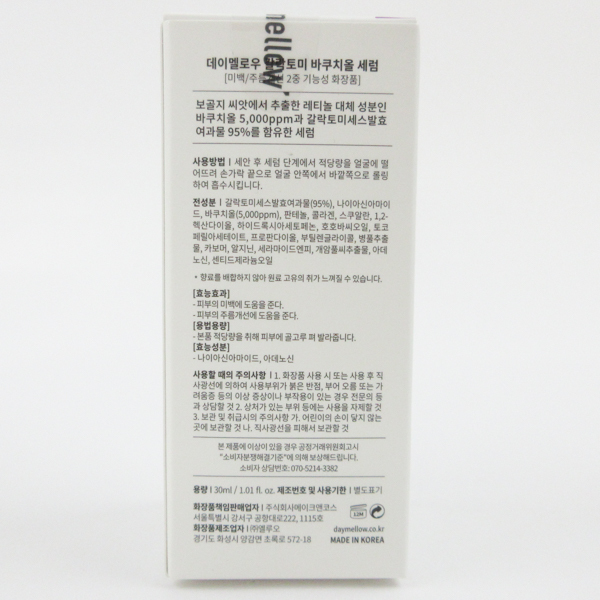 mellow
데이멜로우 갈락토미 바쿠치올 세럼
[미백/주름개선 2중 기능성 화장품]
보골지 씨앗에서 추출한 레티놀 대체 성분인
바쿠치올 5,000ppm과 갈락토미세스발효
여과물 95%를 함유한 세럼
사용방법 | 세안 후 세럼 단계에서 적당량을 얼굴에 떨
어뜨려 손가락 끝으로 얼굴 안쪽에서 바깥쪽으로 롤링
하여 흡수시킵니다.
전성분 | 갈락토미세스발효여과물(95%), 나이아신아마이
드, 바쿠치올(5,000ppm), 판테놀, 콜라겐, 스쿠알란, 1,2-
헥산다이올, 하이드록시아세토페논, 호호바씨오일, 토코
페릴아세테이트, 프로판다이올, 부틸렌글라이콜, 병풀추출
물, 카보머, 알지닌, 세라마이드엔피, 개암풀씨추출물, 아데
노신, 센티드제라늄오일
* 향료를 배합하지 않아 원료 고유의 취가 느껴질 수 있습니다.
[효능효과]
- 피부의 미백에 도움을 준다.
- 피부의 주름개선에 도움을 준다.
[용법용량]
- 본품 적당량을 취해 피부에 골고루 펴 발라줍니다.
[효능성분]
- 나이아신아마이드, 아데노신
사용할 때의 주의사항 | 1. 화장품 사용 시 또는 사용 후 직
사광선에 의하여 사용부위가 붉은 반점, 부어 오름 또는 가
려움증 등의 이상 증상이나 부작용이 있는 경우 전문의 등
과 상담할 것 2. 상처가 있는 부위 등에는 사용을 자제할 것
3. 보관 및 취급시의 주의사항 가. 어린이의 손이 닿지 않는
곳에 보관할 것 나. 직사광선을 피해서 보관할 것
본 제품에 이상이 있을 경우 공정거래위원회고시
"소비자분쟁해결기준"에 의해 보상해드립니다.
소비자 상담번호: 070-5214-3382
용량 | 30ml / 1.01 fl. oz. 제조번호 및 사용기한 | 별도표기
화장품책임판매업자 | 주식회사메이크앤코스
서울특별시 강서구 공항대로222, 1115호
화장품제조업자 | ㈜멜루오
경기도 화성시 양감면 초록로 572-18
12M
daymellow.co.kr
MADE IN KOREA